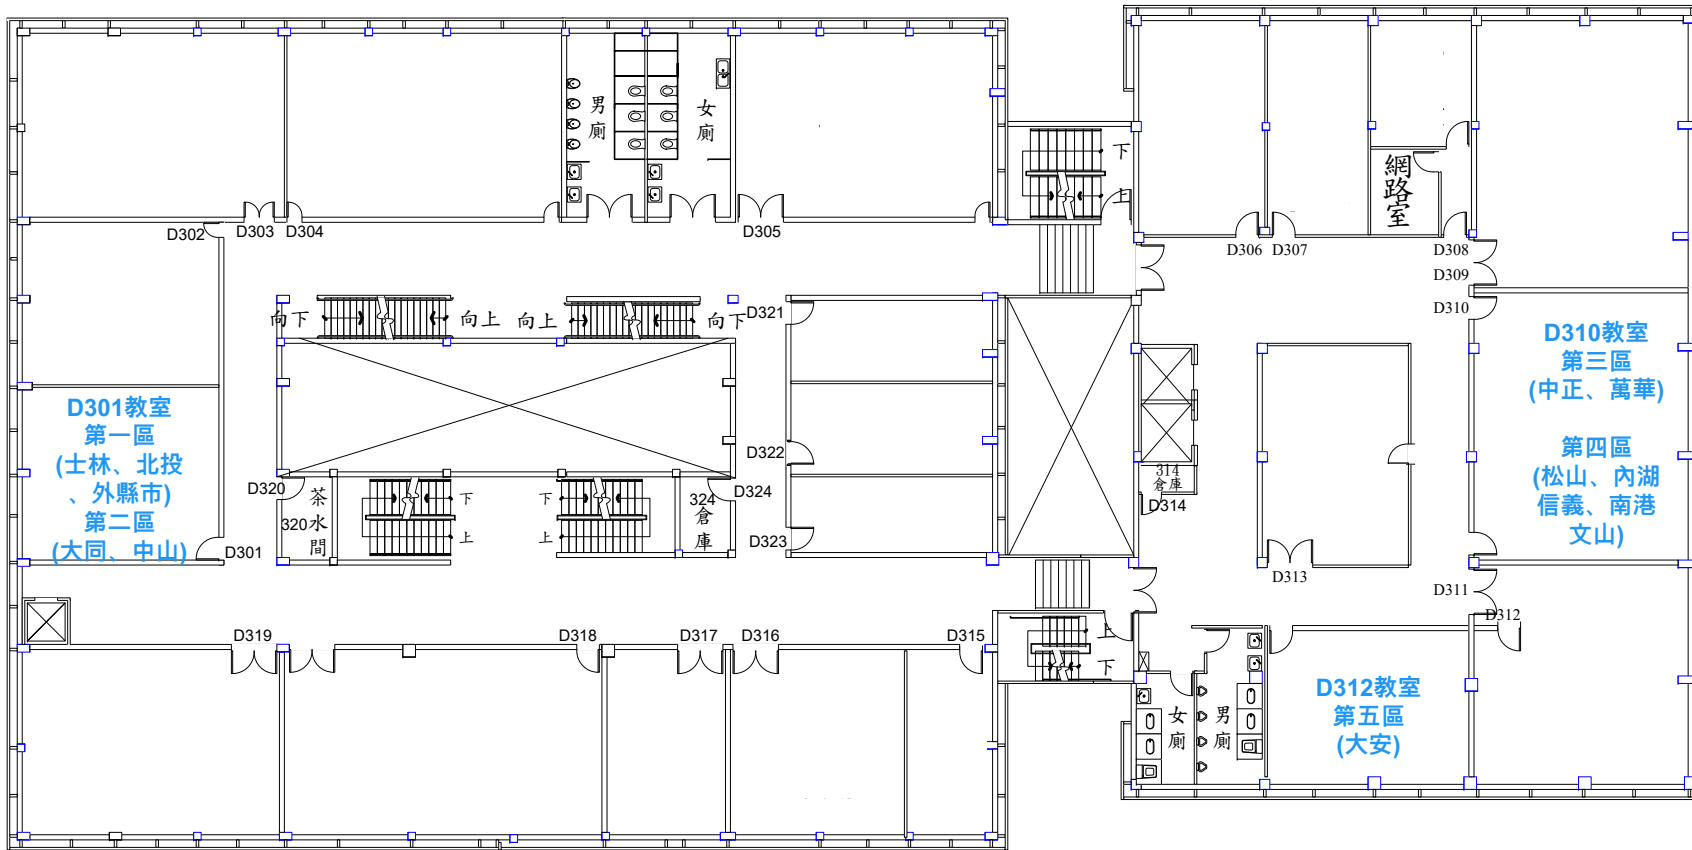 男廁
女廁
下
上
網路室
D302
D303
D304
D305
D306
D307
D308
D309
D310
向下
向上
向上
向下
D321
D310教室
第三區
(中正、萬華)
第四區
(松山、內湖
信義、南港
文山)
D301教室
第一區
(士林、北投
、外縣市)
第二區
(大同、中山)
D322
D320
茶水間
320
下
上
下
上
324
倉庫
D324
314
倉庫
D314
D301
D323
D313
D311
D312
D319
D318
D317
D316
D315
上
下
女廁
男廁
D312教室
第五區
(大安)